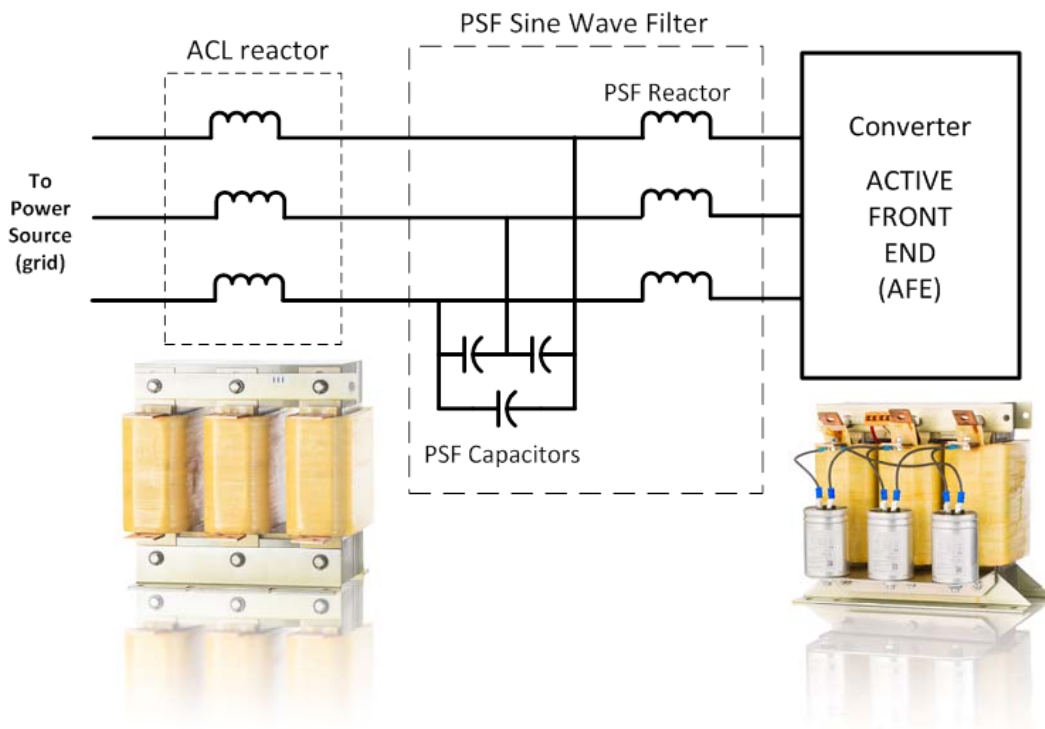 PSF Sine Wave Filter
ACL reactor
PSF Reactor
Converter
ACTIVE
FRONT
END
(AFE)
To
Power
Source
(grid)
PSF Capacitors